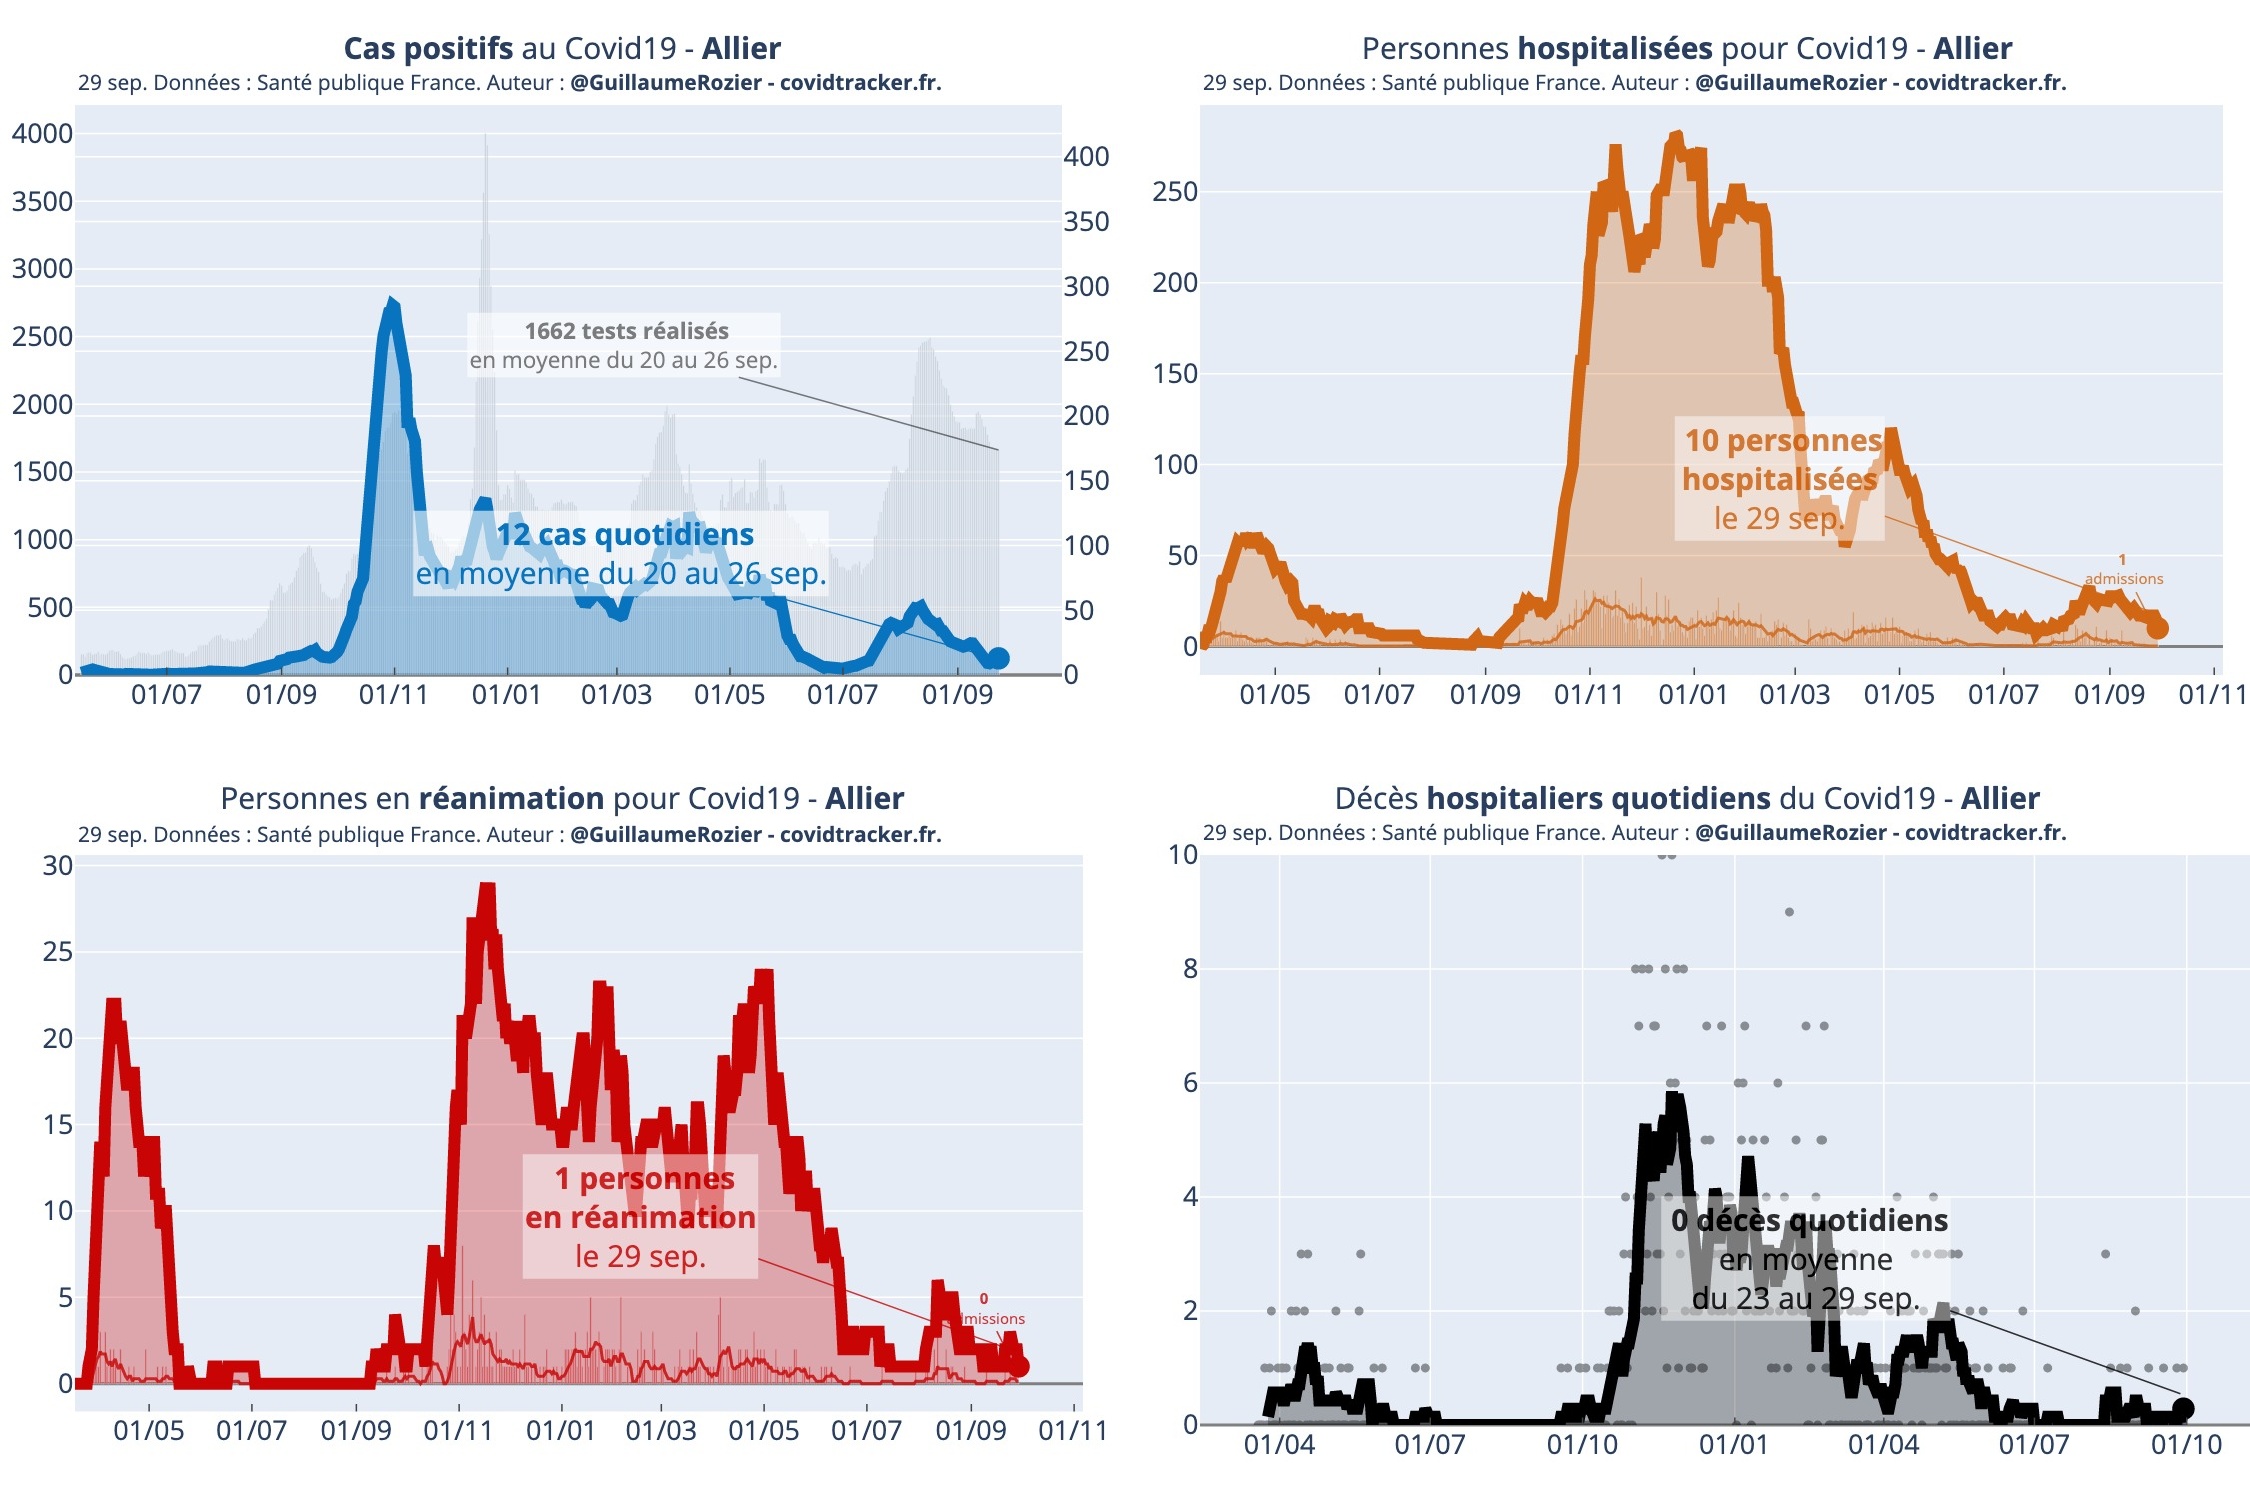 Cas positifs au Covid19 - Allier
29 sep. Données : Santé publique France. Auteur : @GuillaumeRozier - covidtracker.fr.
4000
3500
3000
2500
2000
1500
1000
500
0
400
350
300
250
200
150
100
50
0
1662 tests réalisés
en moyenne du 20 au 26 sep.
12 cas quotidiens
en moyenne du 20 au 26 sep.
01/07 01/09 01/11 01/01 01/03 01/05 01/07 01/09
Personnes hospitalisées pour Covid19 - Allier
29 sep. Données : Santé publique France. Auteur : @GuillaumeRozier - covidtracker.fr.
250
200
150
100
50
0
10 personnes
hospitalisées
le 29 sep.
1
admissions
01/05 01/07 01/09 01/11 01/01 01/03 01/05 01/07 01/09 01/11
Personnes en réanimation pour Covid19 - Allier
29 sep. Données : Santé publique France. Auteur : @GuillaumeRozier - covidtracker.fr.
30
25
20
15
10
5
0
1 personnes
en réanimation
le 29 sep.
0
admissions
01/05 01/07 01/09 01/11 01/01 01/03 01/05 01/07 01/09 01/11
Décès hospitaliers quotidiens du Covid19 - Allier
29 sep. Données : Santé publique France. Auteur : @GuillaumeRozier - covidtracker.fr.
10
8
6
4
2
0
0 décès quotidiens
en moyenne
du 23 au 29 sep.
01/04 01/07 01/10 01/01 01/04 01/07 01/10